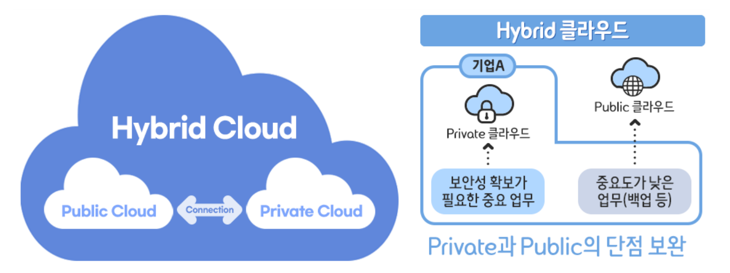 Hybrid Cloud
Public Cloud
Connection
Private Cloud
Hybrid 클라우드
기업A
Private 클라우드
Public 클라우드
보안성 확보가
필요한 중요 업무
중요도가 낮은
업무(백업 등)
Private과 Public의 단점 보완